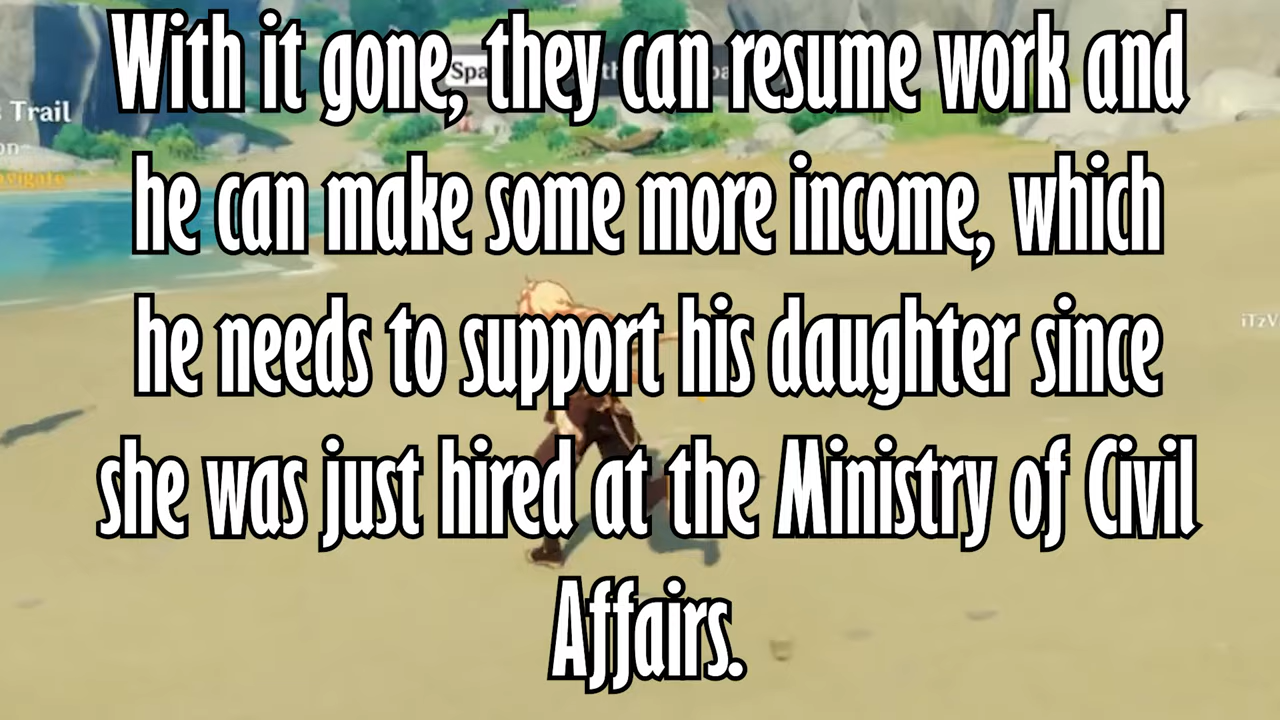 With it gone, they can resume work and
he can make some more income, which
he needs to support his daughter since
she was just hired at the Ministry of Civil
Affairs.
Trail
iTzV